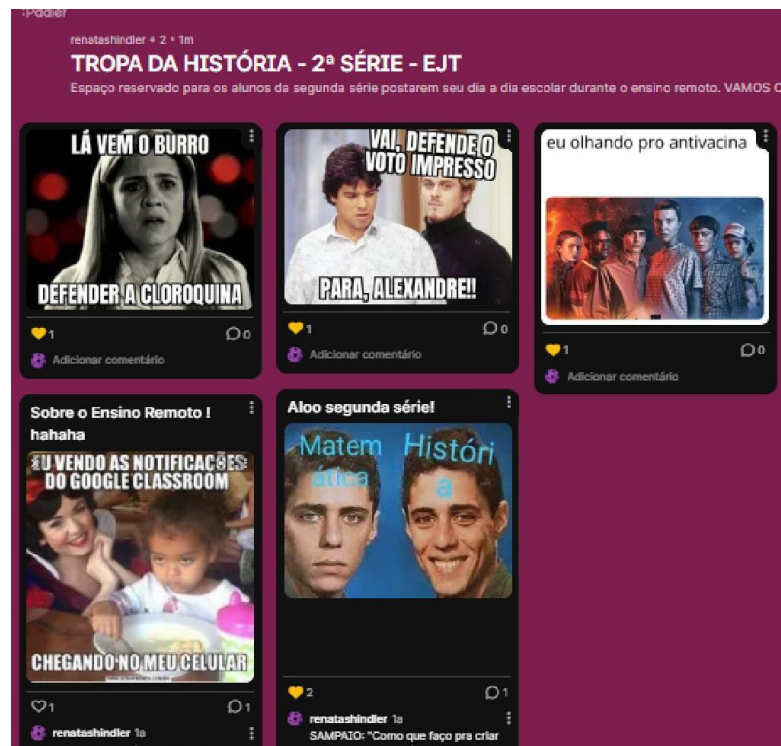 :Padlet
renatashindler + 2 • 1m
TROPA DA HISTÓRIA - 2ª SÉRIE - EJT
Espaço reservado para os alunos da segunda série postarem seu dia a dia escolar durante o ensino remoto. VAMOS C
LÁ VEM O BURRO
DEFENDER A CLOROQUINA
1
0
Adicionar comentário
VAI, DEFENDE O
VOTO IMPRESSO
PARA, ALEXANDRE!!
1
0
Adicionar comentário
eu olhando pro antivacina
1
0
Adicionar comentário
Sobre o Ensino Remoto !
hahaha
EU VENDO AS NOTIFICAÇÕES
DO GOOGLE CLASSROOM
CHEGANDO NO MEU CELULAR
1
1
renatashindler 1a
Aloo segunda série!
Matem
ática
Históri
a
2
1
renatashindler 1a
SAMPAIO: "Como que faço pra criar